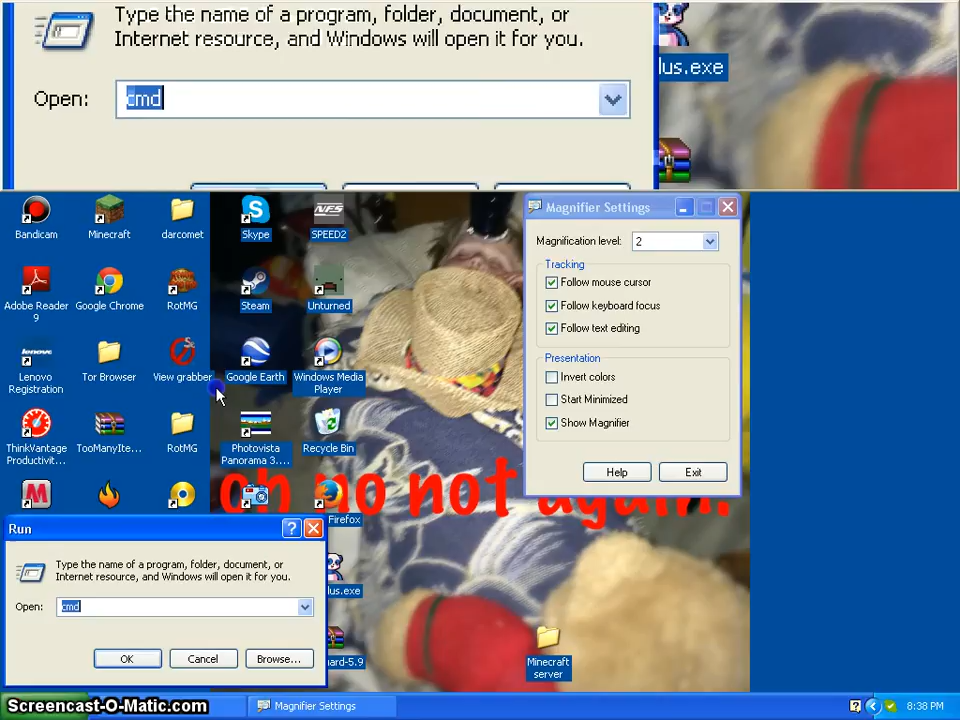 Type the name of a program, folder, document, or
Internet resource, and Windows will open it for you.
Open:
cmd
lus.exe
Bandicam
Minecraft
darcomet
Skype
SPEED2
Adobe Reader
9
Google Chrome
RotMG
Steam
Unturned
lenovo
Lenovo
Registration
Tor Browser
View grabber
Google Earth
Windows Media
Player
ThinkVantage
Productivit...
TooManyIte...
RotMG
Photovista
Panorama 3....
Recycle Bin
Magnifier Settings
Magnification level:
2
Tracking
Follow mouse cursor
Follow keyboard focus
Follow text editing
Presentation
Invert colors
Start Minimized
Show Magnifier
Help
Exit
oh no not again.
Firefox
lus.exe
uard-5.9
Minecraft
server
Run
Type the name of a program, folder, document, or
Internet resource, and Windows will open it for you.
Open:
cmd
OK
Cancel
Browse...
Screencast-O-Matic.com
Magnifier Settings
8:38 PM